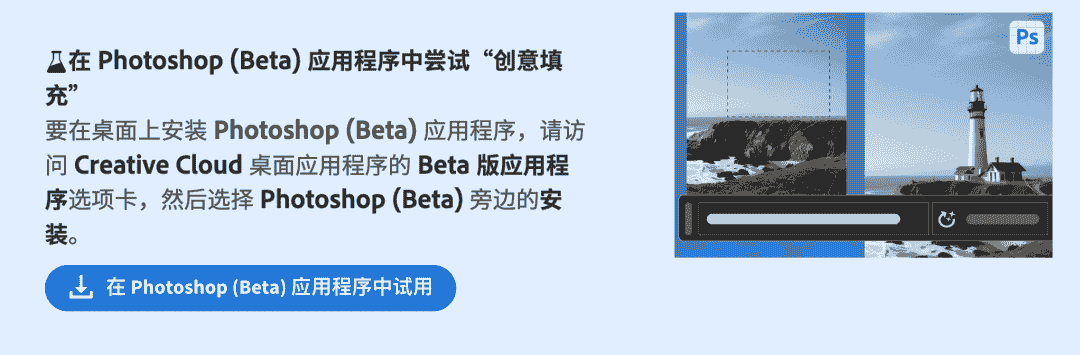 在 Photoshop (Beta) 应用程序中尝试“创意填
充”
要在桌面上安装 Photoshop (Beta) 应用程序，请访
问 Creative Cloud 桌面应用程序的 Beta 版应用程
序选项卡，然后选择 Photoshop (Beta) 旁边的安
装。
在 Photoshop (Beta) 应用程序中试用
Ps